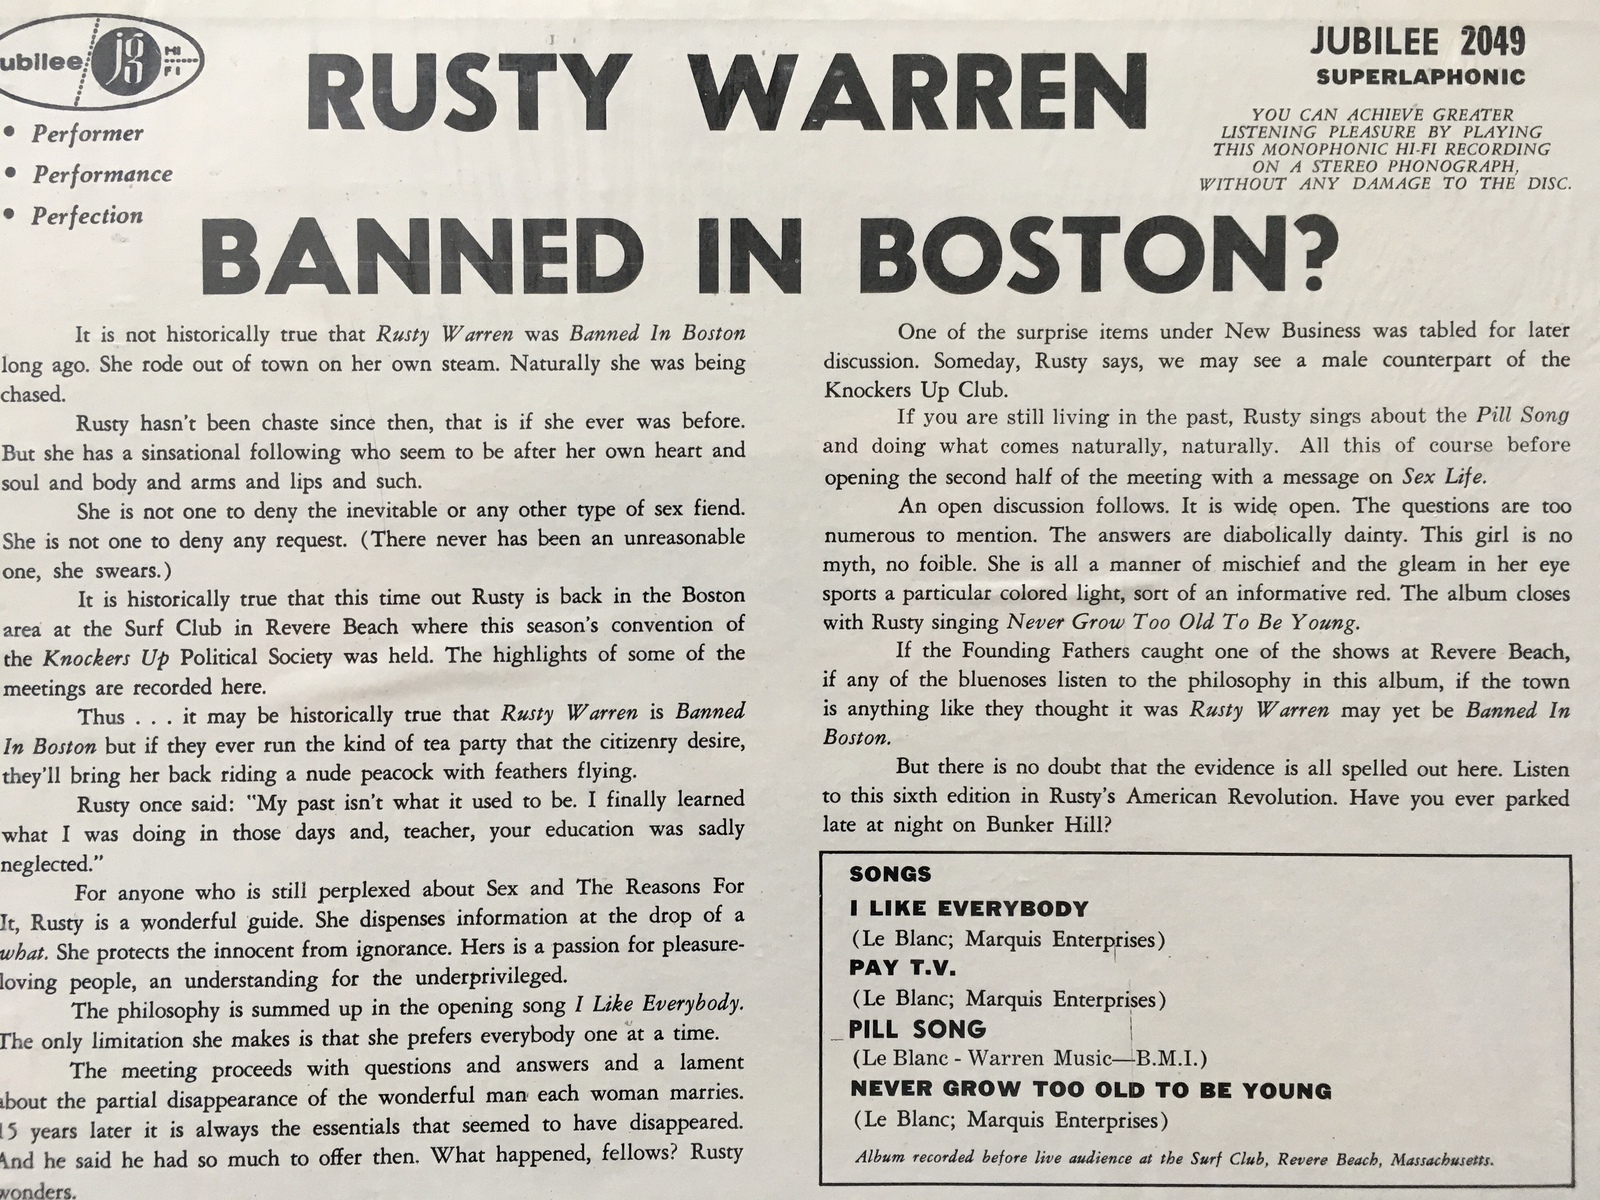 ubilee jg HI FI
• Performer
• Performance
• Perfection
RUSTY WARREN
BANNED IN BOSTON?
JUBILEE 2049
SUPERLAPHONIC
YOU CAN ACHIEVE GREATER
LISTENING PLEASURE BY PLAYING
THIS MONOPHONIC HI-FI RECORDING
ON A STEREO PHONOGRAPH,
WITHOUT ANY DAMAGE TO THE DISC.
It is not historically true that Rusty Warren was Banned In Boston
long ago. She rode out of town on her own steam. Naturally she was being
chased.
Rusty hasn't been chaste since then, that is if she ever was before.
But she has a sinsational following who seem to be after her own heart and
soul and body and arms and lips and such.
She is not one to deny the inevitable or any other type of sex fiend.
She is not one to deny any request. (There never has been an unreasonable
one, she swears.)
It is historically true that this time out Rusty is back in the Boston
area at the Surf Club in Revere Beach where this season's convention of
the Knockers Up Political Society was held. The highlights of some of the
meetings are recorded here.
Thus . . . it may be historically true that Rusty Warren is Banned
In Boston but if they ever run the kind of tea party that the citizenry desire,
they'll bring her back riding a nude peacock with feathers flying.
Rusty once said: "My past isn't what it used to be. I finally learned
what I was doing in those days and, teacher, your education was sadly
neglected."
For anyone who is still perplexed about Sex and The Reasons For
It, Rusty is a wonderful guide. She dispenses information at the drop of a
what. She protects the innocent from ignorance. Hers is a passion for pleasure-
loving people, an understanding for the underprivileged.
The philosophy is summed up in the opening song I Like Everybody.
The only limitation she makes is that she prefers everybody one at a time.
The meeting proceeds with questions and answers and a lament
about the partial disappearance of the wonderful man each woman marries.
15 years later it is always the essentials that seemed to have disappeared.
And he said he had so much to offer then. What happened, fellows? Rusty
wonders.
One of the surprise items under New Business was tabled for later
discussion. Someday, Rusty says, we may see a male counterpart of the
Knockers Up Club.
If you are still living in the past, Rusty sings about the Pill Song
and doing what comes naturally, naturally. All this of course before
opening the second half of the meeting with a message on Sex Life.
An open discussion follows. It is wide open. The questions are too
numerous to mention. The answers are diabolically dainty. This girl is no
myth, no foible. She is all a manner of mischief and the gleam in her eye
sports a particular colored light, sort of an informative red. The album closes
with Rusty singing Never Grow Too Old To Be Young.
If the Founding Fathers caught one of the shows at Revere Beach,
if any of the bluenoses listen to the philosophy in this album, if the town
is anything like they thought it was Rusty Warren may yet be Banned In
Boston.
But there is no doubt that the evidence is all spelled out here. Listen
to this sixth edition in Rusty's American Revolution. Have you ever parked
late at night on Bunker Hill?
SONGS
I LIKE EVERYBODY
(Le Blanc; Marquis Enterprises)
PAY T.V.
(Le Blanc; Marquis Enterprises)
PILL SONG
(Le Blanc - Warren Music—B.M.I.)
NEVER GROW TOO OLD TO BE YOUNG
(Le Blanc; Marquis Enterprises)
Album recorded before live audience at the Surf Club, Revere Beach, Massachusetts.